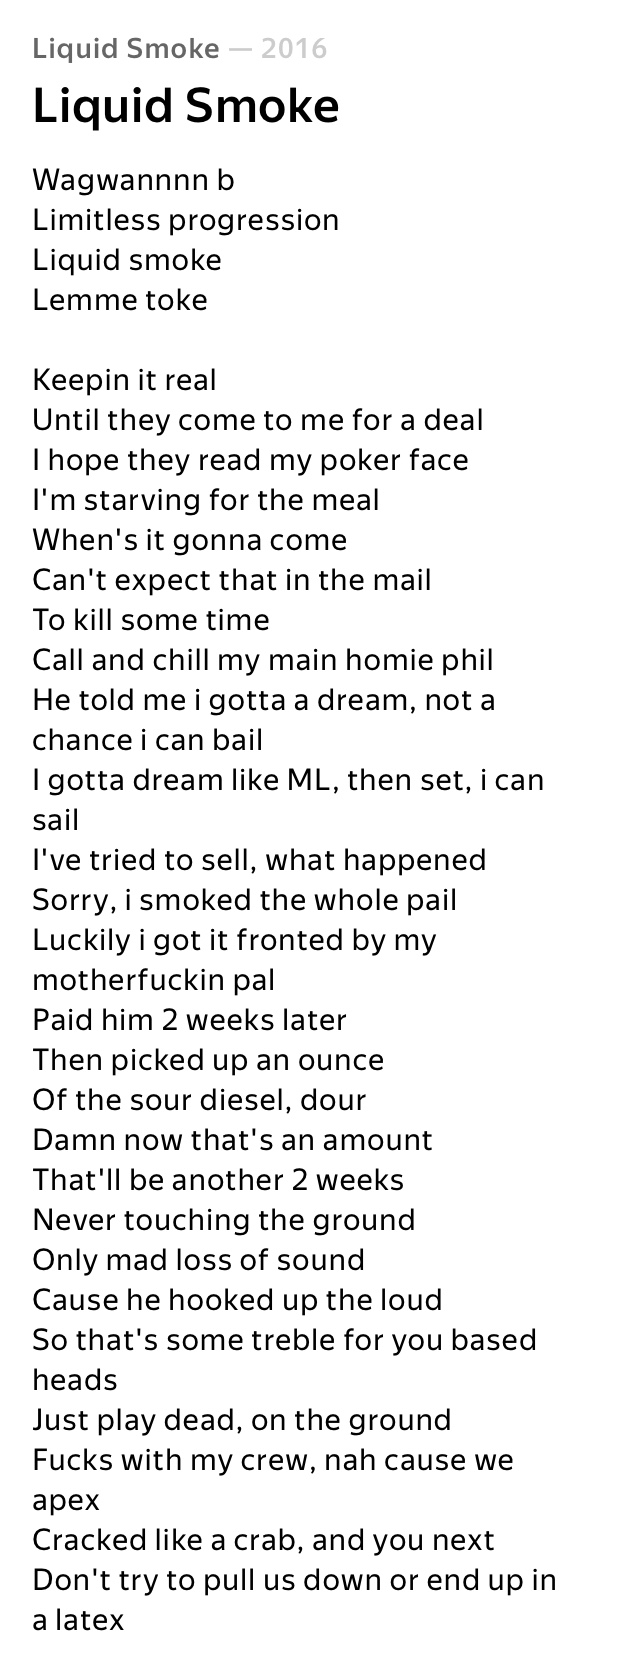 Liquid Smoke — 2016
Liquid Smoke
Wagwannnn b
Limitless progression
Liquid smoke
Lemme toke
Keepin it real
Until they come to me for a deal
I hope they read my poker face
I'm starving for the meal
When's it gonna come
Can't expect that in the mail
To kill some time
Call and chill my main homie phil
He told me i gotta a dream, not a
chance i can bail
I gotta dream like ML, then set, i can
sail
I've tried to sell, what happened
Sorry, i smoked the whole pail
Luckily i got it fronted by my
motherfuckin pal
Paid him 2 weeks later
Then picked up an ounce
Of the sour diesel, dour
Damn now that's an amount
That'll be another 2 weeks
Never touching the ground
Only mad loss of sound
Cause he hooked up the loud
So that's some treble for you based
heads
Just play dead, on the ground
Fucks with my crew, nah cause we
apex
Cracked like a crab, and you next
Don't try to pull us down or end up in
a latex